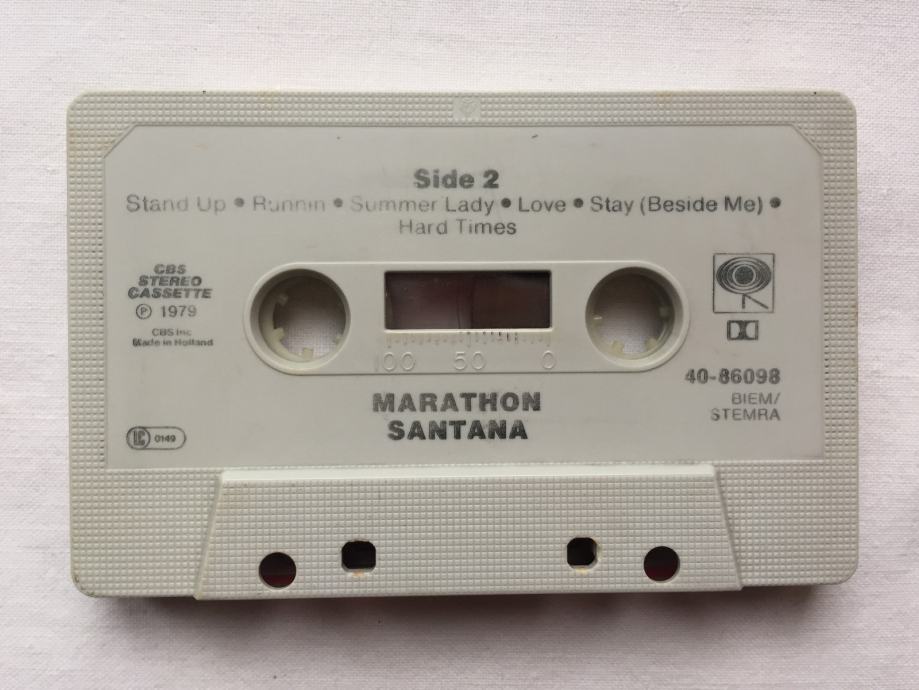 Side 2
Stand Up • Runnin • Summer Lady • Love • Stay (Beside Me) •
Hard Times
CBS
STEREO
CASSETTE
℗ 1979
CBS Inc
Made in Holland
100 50 0
40-86098
BIEM/
STEMRA
MARATHON
SANTANA
LC 0149